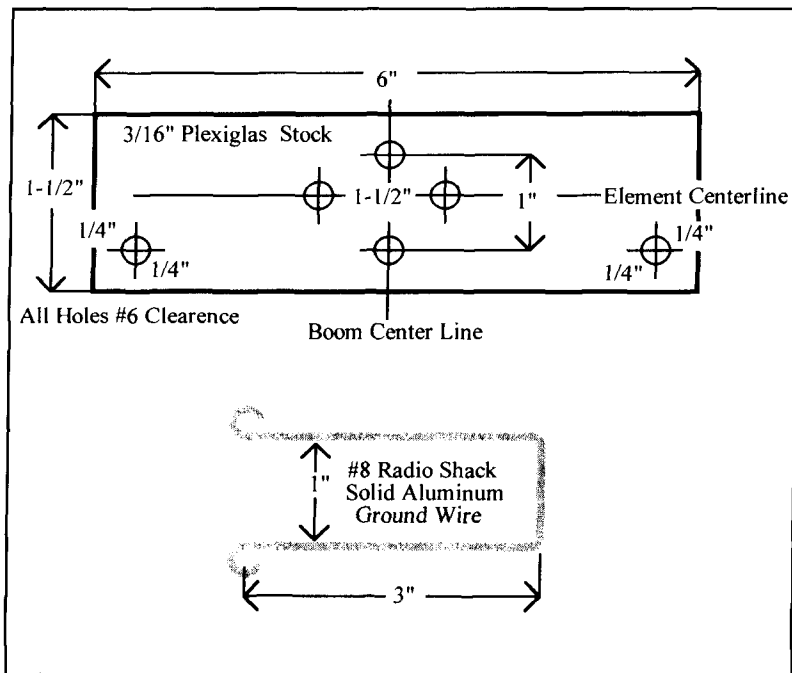 6"
3/16" Plexiglas Stock
1-1/2"
1-1/2"
1"
Element Centerline
1/4"
1/4"
1/4"
1/4"
All Holes #6 Clearence
Boom Center Line
1"
#8 Radio Shack
Solid Aluminum
Ground Wire
3"